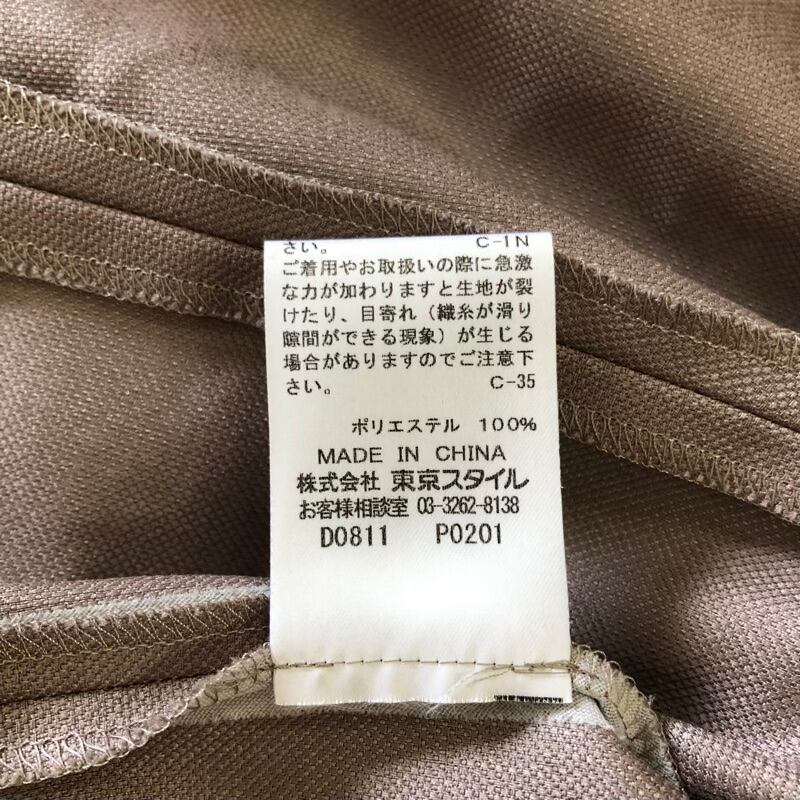 さい。 C-IN
ご着用やお取扱いの際に急激
な力が加わりますと生地が裂
けたり、目寄れ（織糸が滑り
隙間ができる現象）が生じる
場合がありますのでご注意下
さい。 C-35
ポリエステル 100%
MADE IN CHINA
株式会社 東京スタイル
お客様相談室 03-3262-8138
D0811 P0201